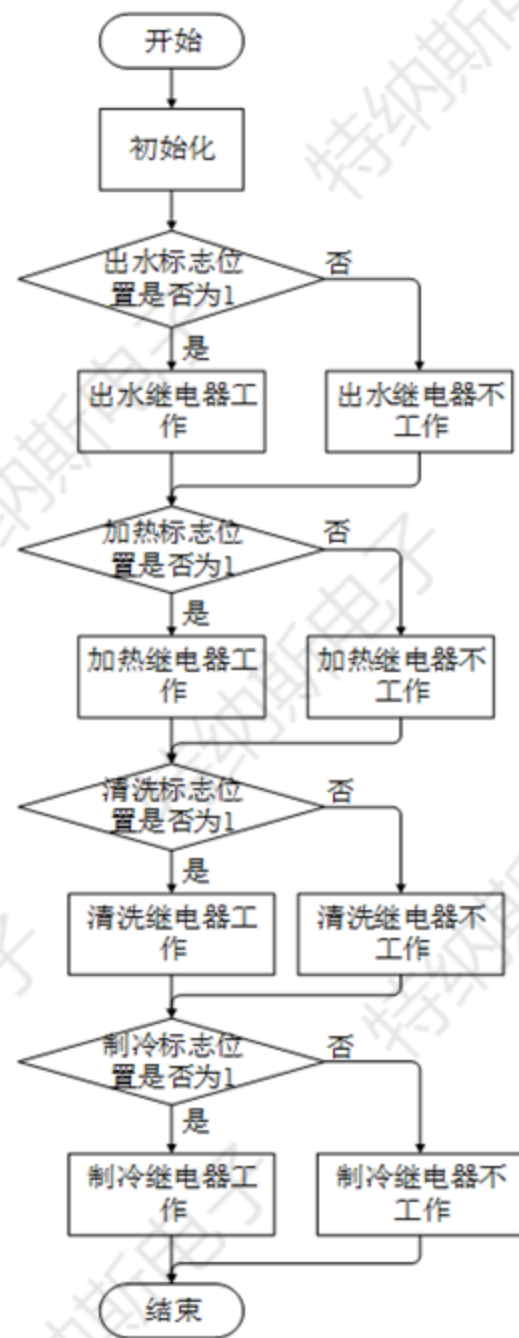 开始
初始化
出水标志位
置是否为1
否
是
出水继电器工
作
出水继电器不
工作
加热标志位
置是否为1
否
是
加热继电器工
作
加热继电器不
工作
清洗标志位
置是否为1
否
是
清洗继电器工
作
清洗继电器不
工作
制冷标志位
置是否为1
否
是
制冷继电器工
作
制冷继电器不
工作
结束
特纳斯电子